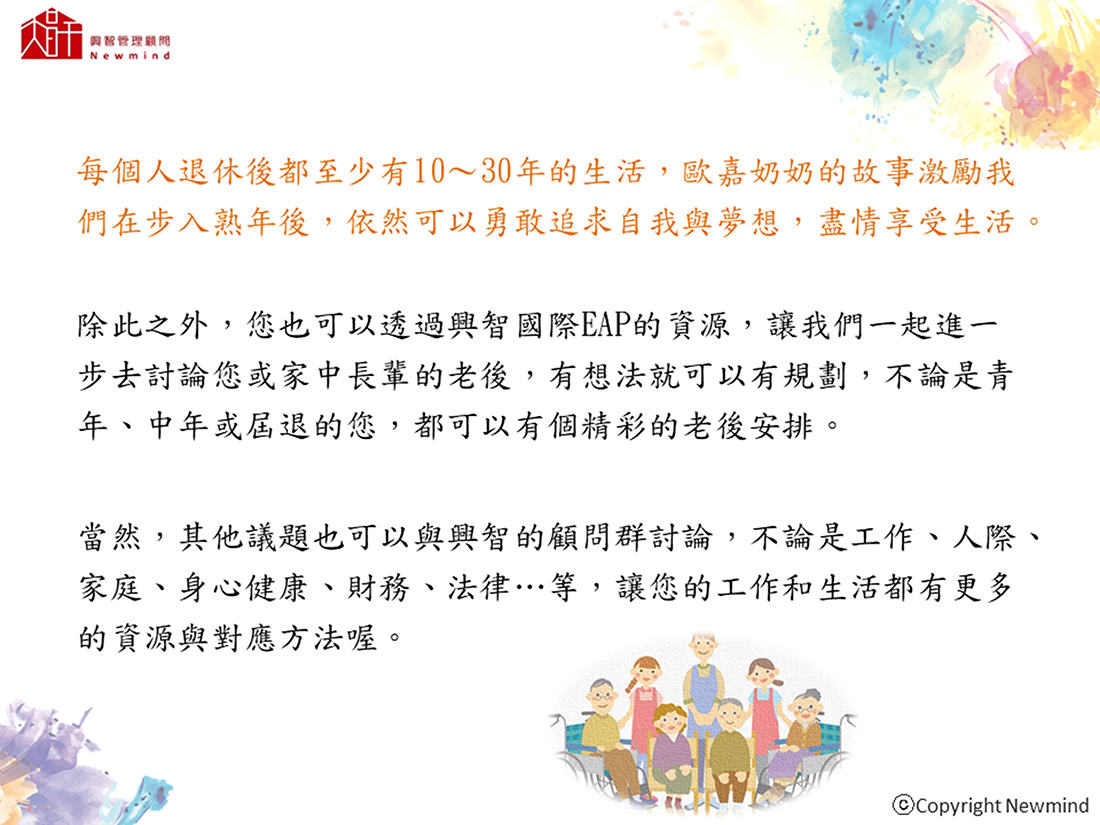 興智管理顧問
Newmind
每個人退休後都至少有10～30年的生活，歐嘉奶奶的故事激勵我
們在步入熟年後，依然可以勇敢追求自我與夢想，盡情享受生活。
除此之外，您也可以透過興智國際EAP的資源，讓我們一起進一
步去討論您或家中長輩的老後，有想法就可以有規劃，不論是青
年、中年或屆退的您，都可以有個精彩的老後安排。
當然，其他議題也可以與興智的顧問群討論，不論是工作、人際、
家庭、身心健康、財務、法律…等，讓您的工作和生活都有更多
的資源與對應方法喔。
ⓒCopyright Newmind